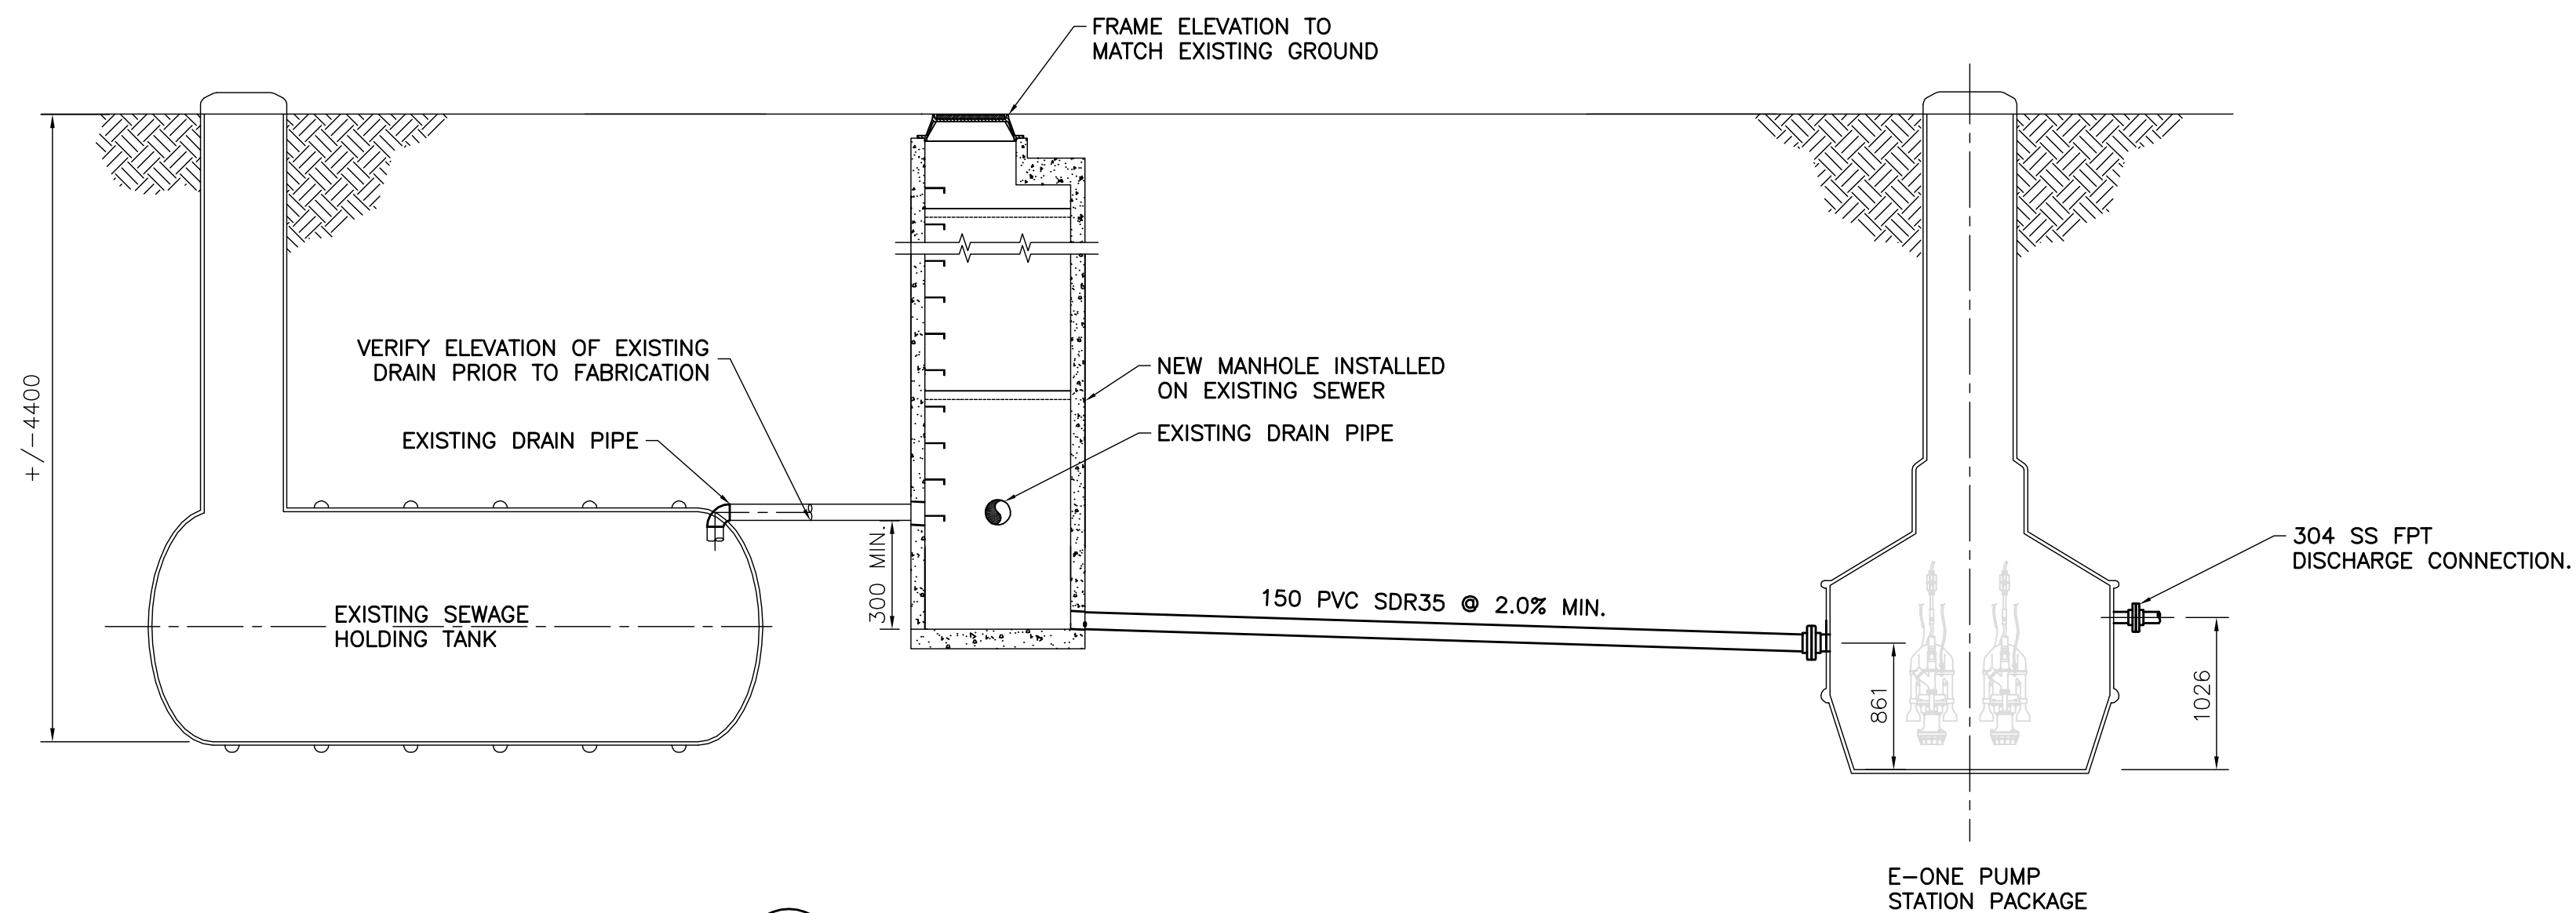 FRAME ELEVATION TO
MATCH EXISTING GROUND
+/-4400
VERIFY ELEVATION OF EXISTING
DRAIN PRIOR TO FABRICATION
EXISTING DRAIN PIPE
NEW MANHOLE INSTALLED
ON EXISTING SEWER
EXISTING DRAIN PIPE
300 MIN.
304 SS FPT
DISCHARGE CONNECTION.
EXISTING SEWAGE
HOLDING TANK
150 PVC SDR35 @ 2.0% MIN.
861
1026
E-ONE PUMP
STATION PACKAGE